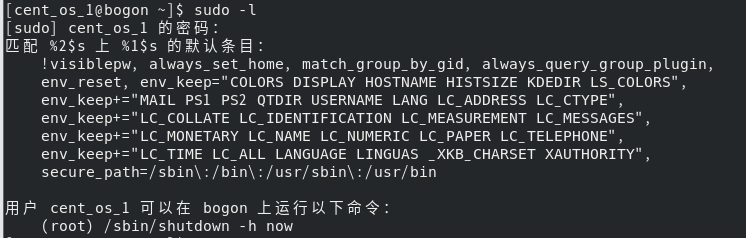 [cent_os_1@bogon ~]$ sudo -l
[sudo] cent_os_1 的密码：
匹配 %2$s 上 %1$s 的默认条目：
    !visiblepw, always_set_home, match_group_by_gid, always_query_group_plugin,
    env_reset, env_keep="COLORS DISPLAY HOSTNAME HISTSIZE KDEDIR LS_COLORS",
    env_keep+="MAIL PS1 PS2 QTDIR USERNAME LANG LC_ADDRESS LC_CTYPE",
    env_keep+="LC_COLLATE LC_IDENTIFICATION LC_MEASUREMENT LC_MESSAGES",
    env_keep+="LC_MONETARY LC_NAME LC_NUMERIC LC_PAPER LC_TELEPHONE",
    env_keep+="LC_TIME LC_ALL LANGUAGE LINGUAS _XKB_CHARSET XAUTHORITY",
    secure_path=/sbin\:/bin\:/usr/sbin\:/usr/bin

用户 cent_os_1 可以在 bogon 上运行以下命令：
    (root) /sbin/shutdown -h now